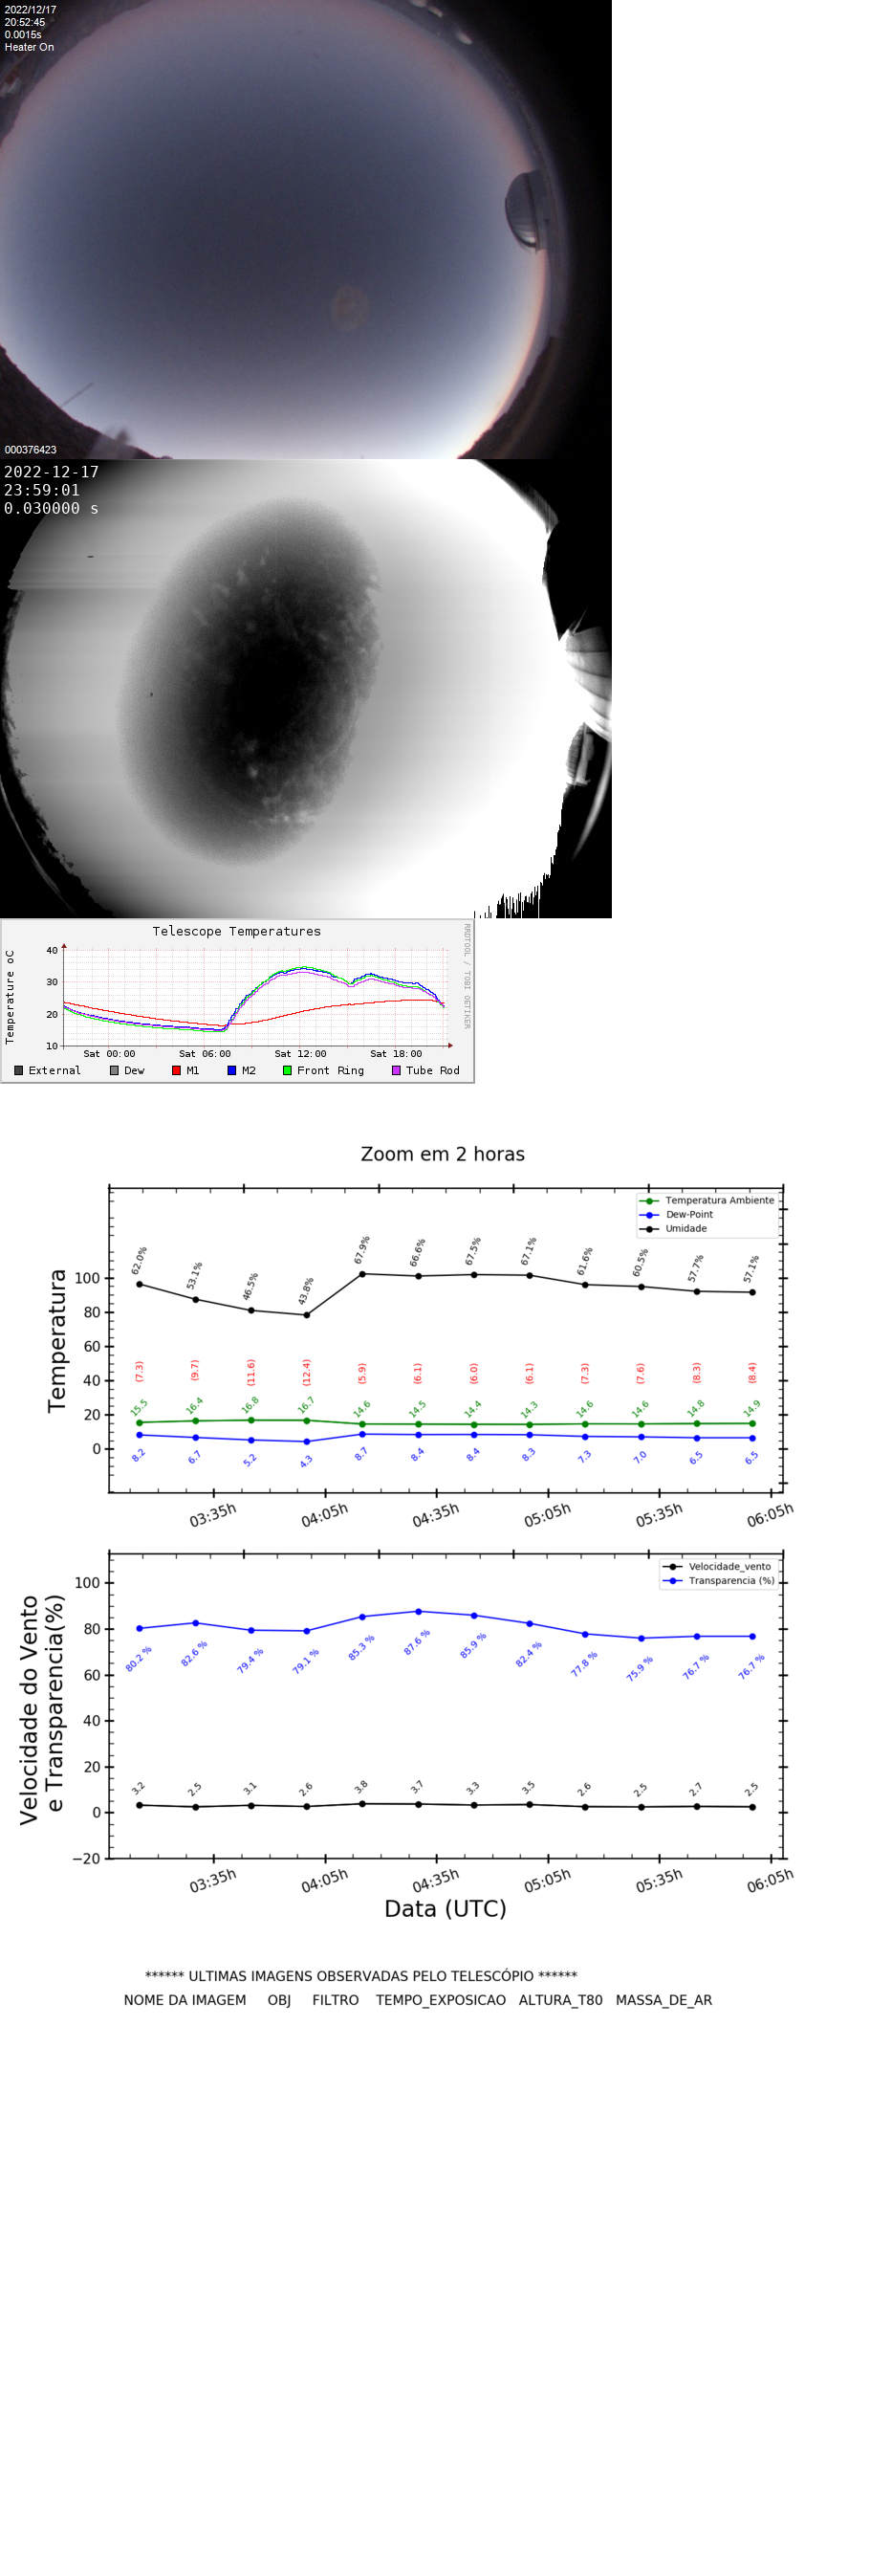 2022/12/17
20:52:45
0.0015s
Heater On
000376423
2022-12-17
23:59:01
0.030000 s
Telescope Temperatures
RRDTOOL / TOBI OETIKER
Temperature oC
40
30
20
10
Sat 00:00 Sat 06:00 Sat 12:00 Sat 18:00
External Dew M1 M2 Front Ring Tube Rod
Zoom em 2 horas
Temperatura Ambiente
Dew-Point
Umidade
Temperatura
100
80
60
40
20
0
62.0% 53.1% 46.5% 43.8% 67.9% 66.6% 67.5% 67.1% 61.6% 60.5% 57.7% 57.1%
(7.3) (9.7) (11.6) (12.4) (5.9) (6.1) (6.0) (6.1) (7.3) (7.6) (8.3) (8.4)
15.5 16.4 16.8 16.7 14.6 14.5 14.4 14.3 14.6 14.6 14.8 14.9
8.2 6.7 5.2 4.3 8.7 8.4 8.4 8.3 7.3 7.0 6.5 6.5
03:35h 04:05h 04:35h 05:05h 05:35h 06:05h
Velocidade_vento
Transparencia (%)
Velocidade do Vento
e Transparencia(%)
100
80
60
40
20
0
−20
80.2 % 82.6 % 79.4 % 79.1 % 85.3 % 87.6 % 85.9 % 82.4 % 77.8 % 75.9 % 76.7 % 76.7 %
3.2 2.5 3.1 2.6 3.8 3.7 3.3 3.5 2.6 2.5 2.7 2.5
03:35h 04:05h 04:35h 05:05h 05:35h 06:05h
Data (UTC)
****** ULTIMAS IMAGENS OBSERVADAS PELO TELESCÓPIO ******
NOME DA IMAGEM OBJ FILTRO TEMPO_EXPOSICAO ALTURA_T80 MASSA_DE_AR